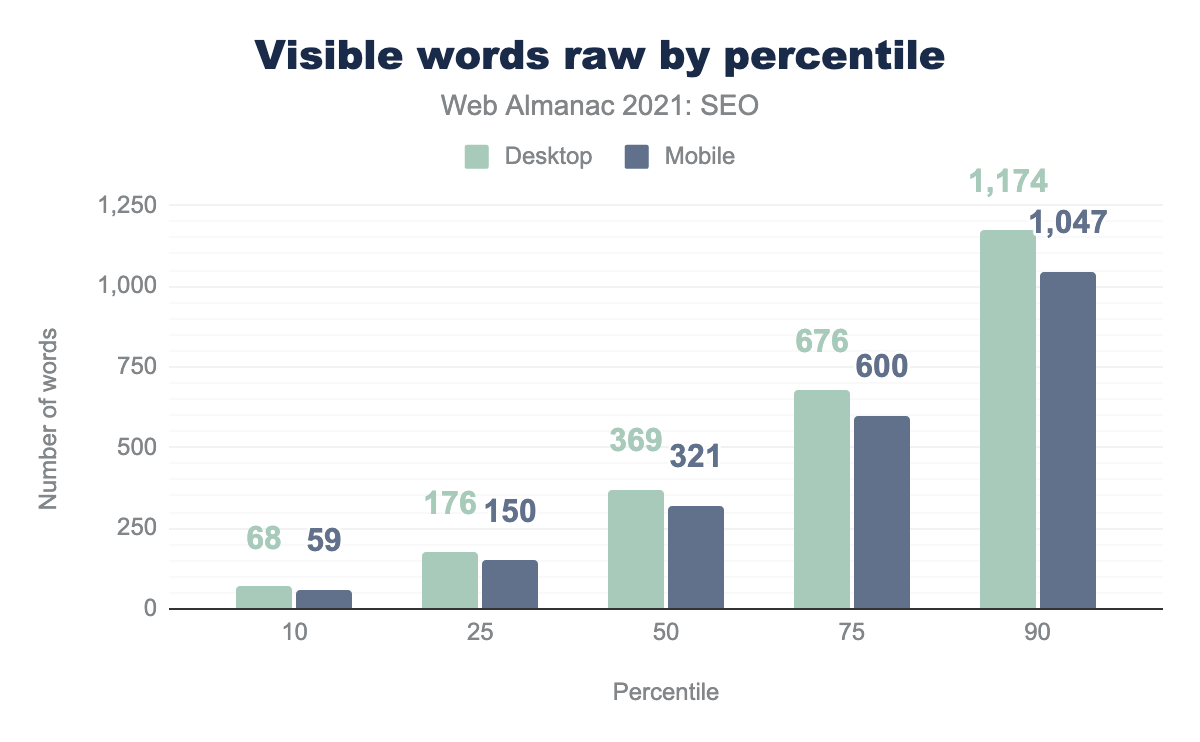 Visible words raw by percentile
Web Almanac 2021: SEO
Desktop Mobile
1,174
1,250
1,047
1,000
676
750
600
Number of words
369
500
321
176
150
250
68
59
0
10 25 50 75 90
Percentile